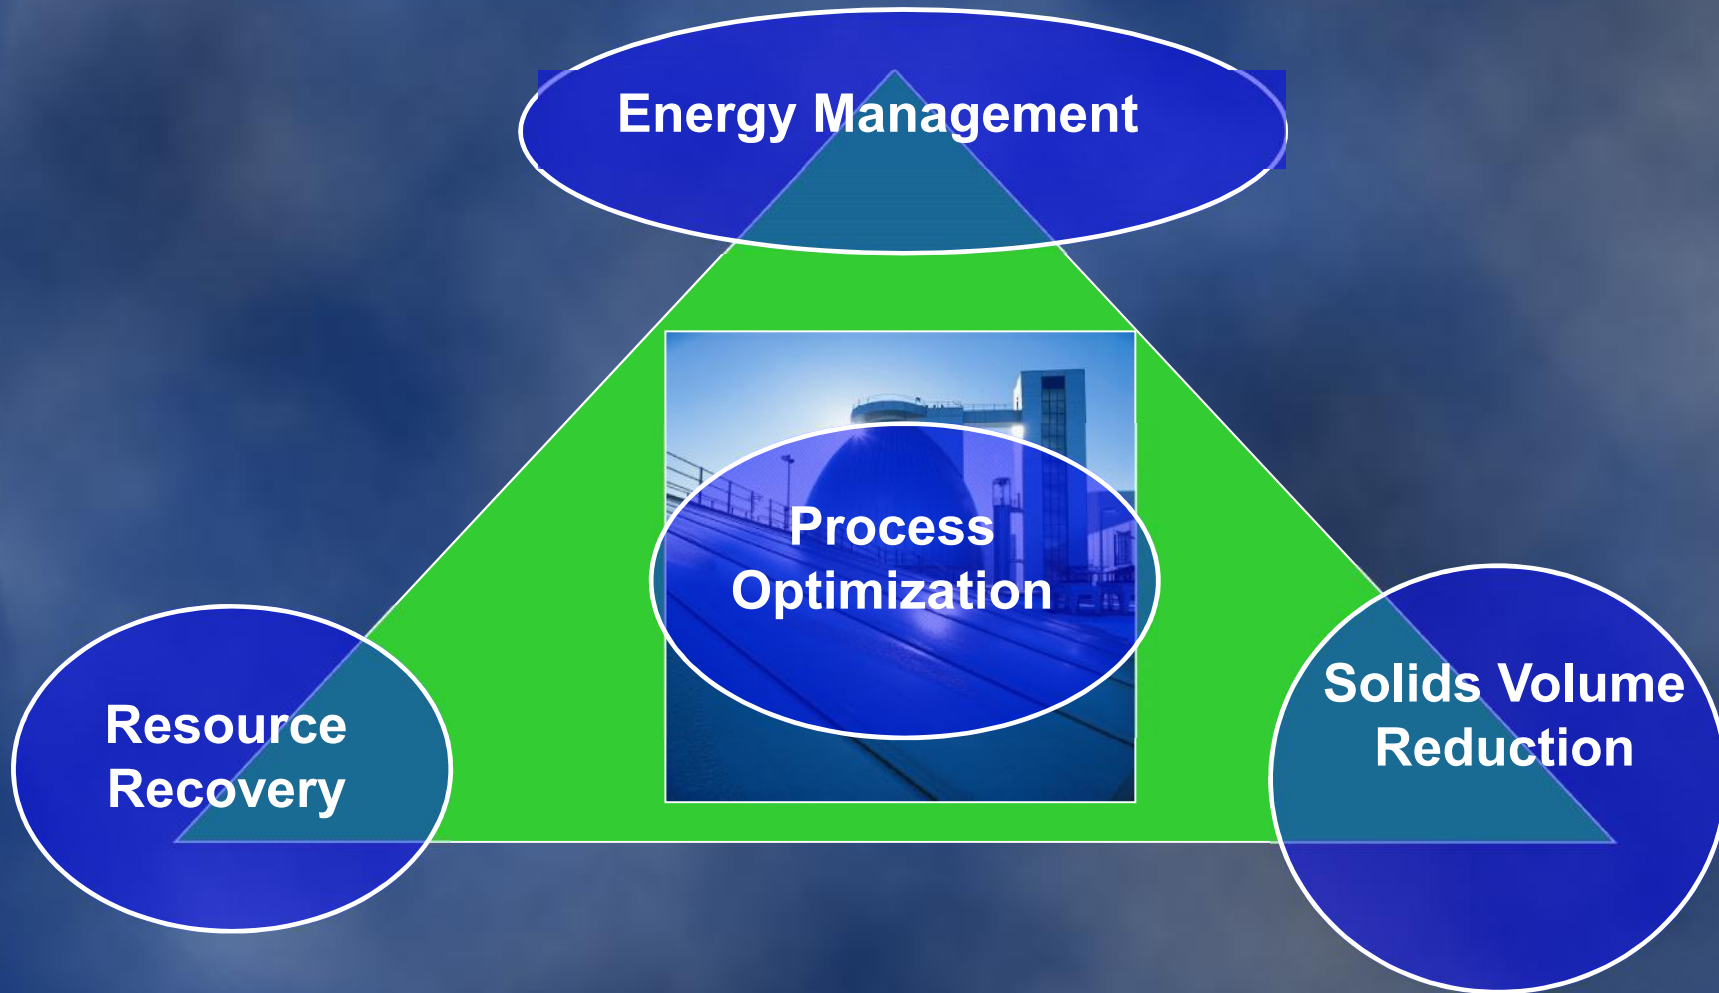 Energy Management
Process
Optimization
Resource
Recovery
Solids Volume
Reduction